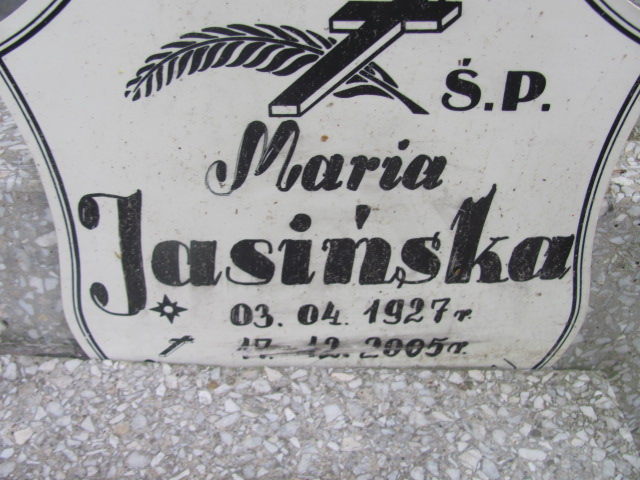 Ś.P.
Maria
Jasińska
03. 04. 1927 r.
17. 12. 2005 r.